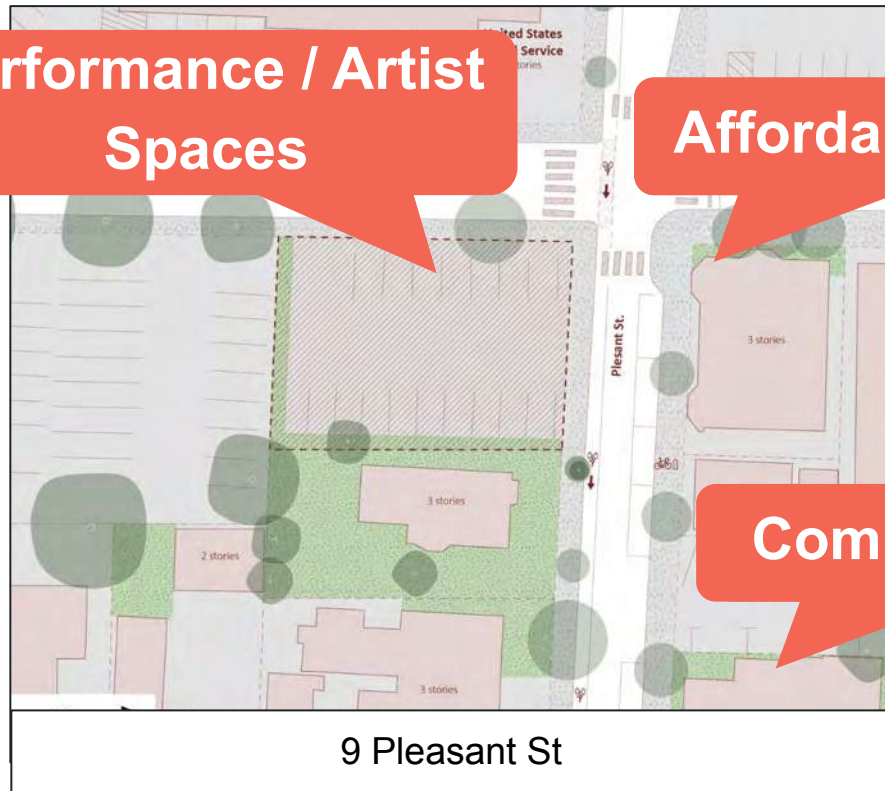 United States
Service
stories
rformance / Artist
Spaces
Afforda
Plesant St.
3 stories
3 stories
2 stories
Com
3 stories
9 Pleasant St